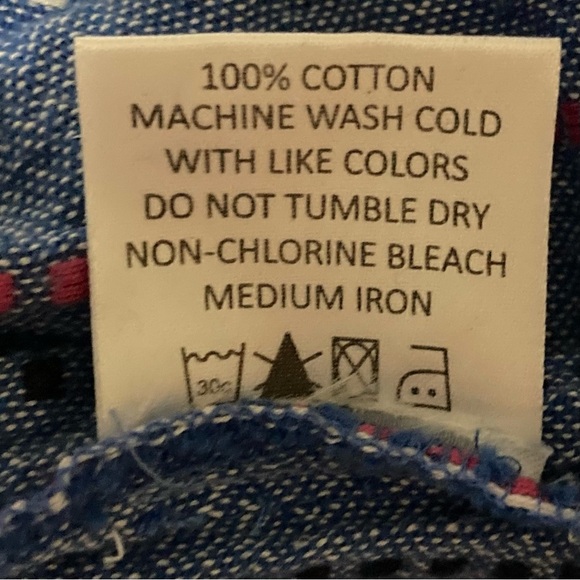 100% COTTON
MACHINE WASH COLD
WITH LIKE COLORS
DO NOT TUMBLE DRY
NON-CHLORINE BLEACH
MEDIUM IRON
30c